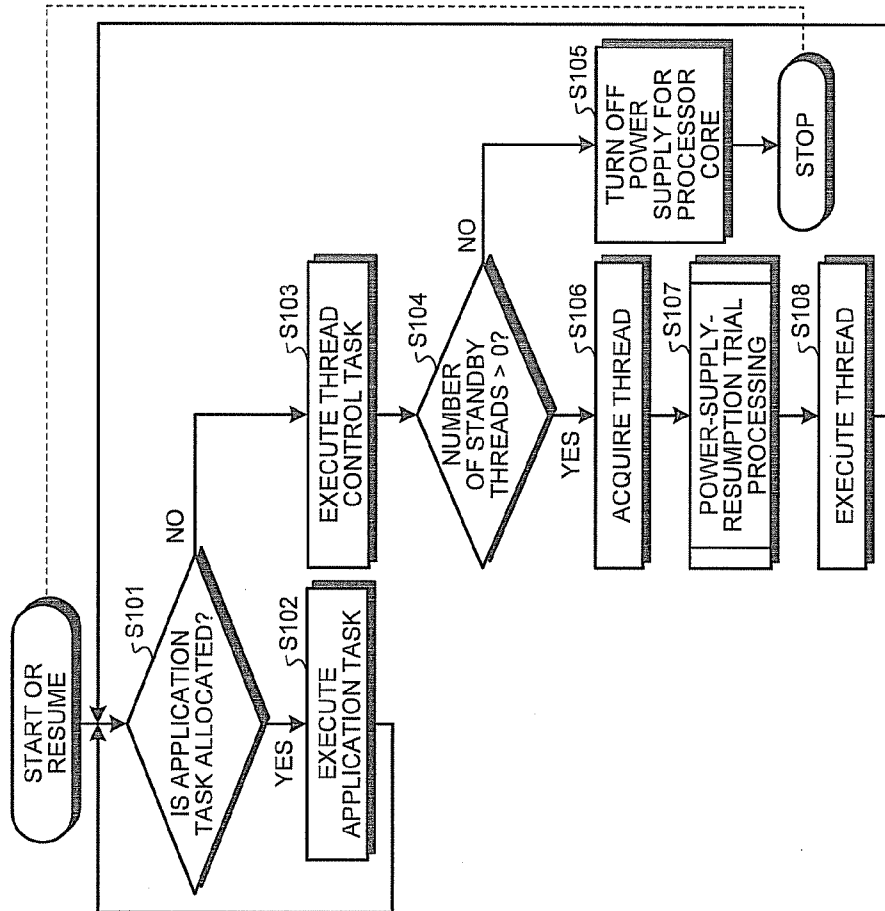 START OR
RESUME
S101
IS APPLICATION
TASK ALLOCATED?
NO
YES
S102
EXECUTE
APPLICATION TASK
S103
EXECUTE THREAD
CONTROL TASK
S104
NUMBER
OF STANDBY
THREADS > 0?
NO
YES
S105
TURN OFF
POWER
SUPPLY FOR
PROCESSOR
CORE
STOP
S106
ACQUIRE THREAD
S107
POWER-SUPPLY-
RESUMPTION TRIAL
PROCESSING
S108
EXECUTE THREAD